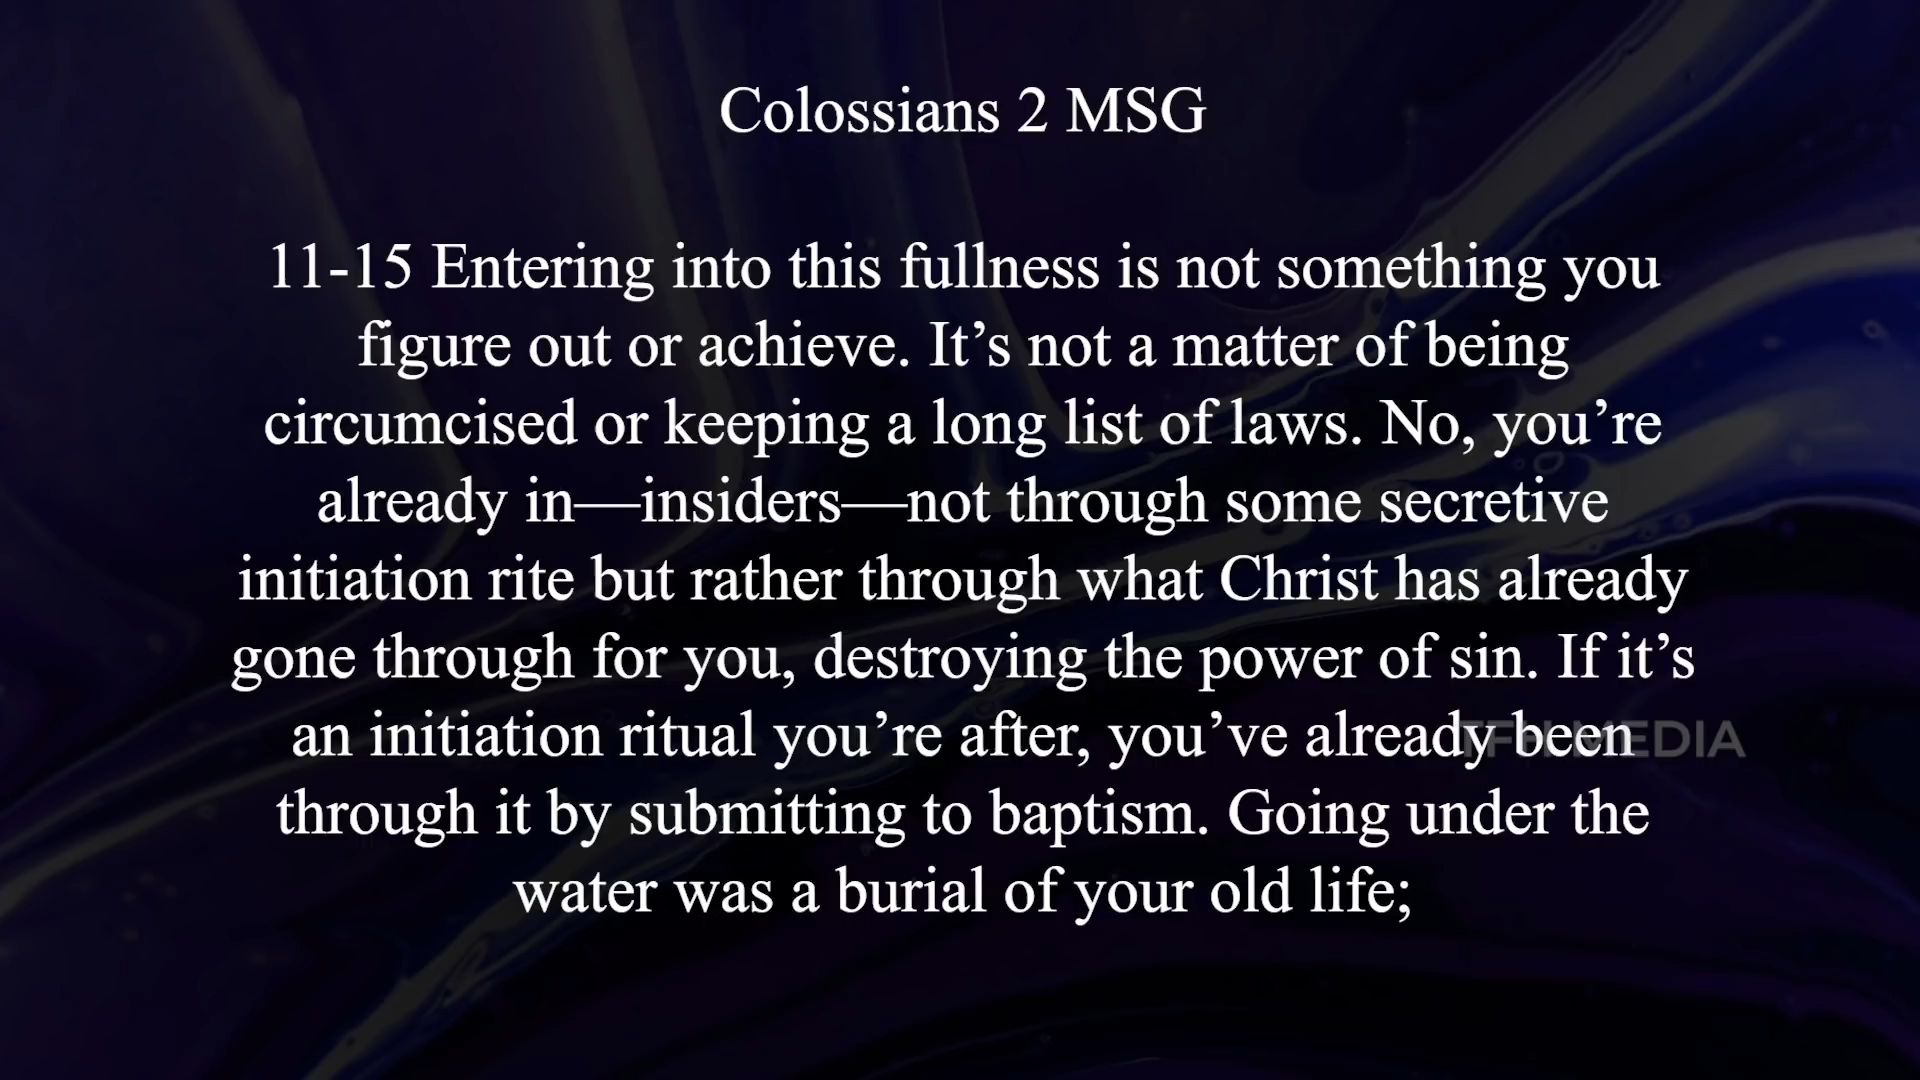 Colossians 2 MSG
11-15 Entering into this fullness is not something you
figure out or achieve. It’s not a matter of being
circumcised or keeping a long list of laws. No, you’re
already in—insiders—not through some secretive
initiation rite but rather through what Christ has already
gone through for you, destroying the power of sin. If it’s
an initiation ritual you’re after, you’ve already been
through it by submitting to baptism. Going under the
water was a burial of your old life;
MEDIA